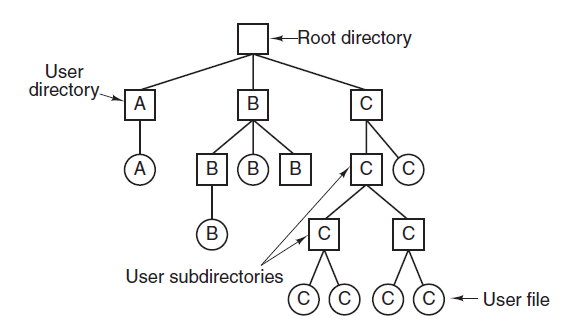 Root directory
User
directory
A B C
A B B B C C
B C C
User subdirectories
C C C C User file